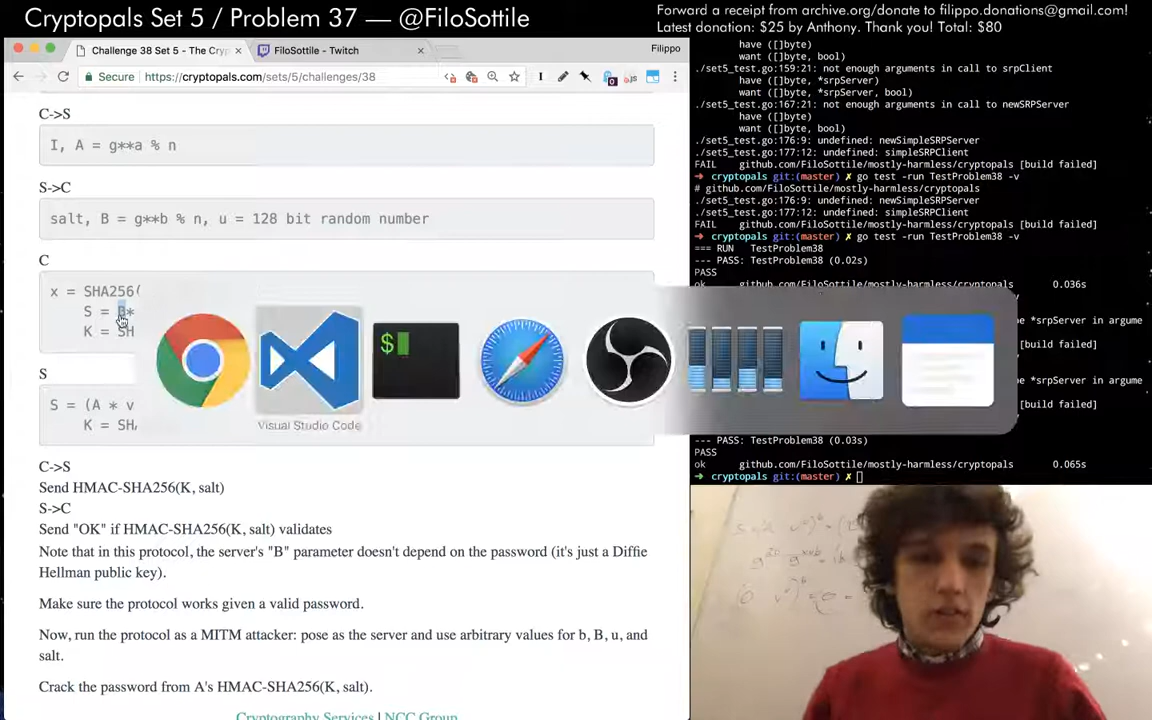 Cryptopals Set 5 / Problem 37 — @FiloSottile
Forward a receipt from archive.org/donate to filippo.donations@gmail.com!
Latest donation: $25 by Anthony. Thank you! Total: $80
Challenge 38 Set 5 - The Cryp
FiloSottile - Twitch
Filippo
Secure
https://cryptopals.com/sets/5/challenges/38
C->S
I, A = g**a % n
S->C
salt, B = g**b % n, u = 128 bit random number
C
x = SHA256(
S = B*
K = SH
S
S = (A * v
K = SHA
C->S
Send HMAC-SHA256(K, salt)
S->C
Send "OK" if HMAC-SHA256(K, salt) validates
Note that in this protocol, the server's "B" parameter doesn't depend on the password (it's just a Diffie
Hellman public key).
Make sure the protocol works given a valid password.
Now, run the protocol as a MITM attacker: pose as the server and use arbitrary values for b, B, u, and
salt.
Crack the password from A's HMAC-SHA256(K, salt).
Cryptography Services | NCC Group
Visual Studio Code
have ([]byte)
want ([]byte, bool)
./set5_test.go:159:21: not enough arguments in call to srpClient
have ([]byte, *srpServer)
want ([]byte, *srpServer, bool)
./set5_test.go:167:21: not enough arguments in call to newSRPServer
have ([]byte)
want ([]byte, bool)
./set5_test.go:176:9: undefined: newSimpleSRPServer
./set5_test.go:177:12: undefined: simpleSRPClient
FAIL github.com/FiloSottile/mostly-harmless/cryptopals [build failed]
➜ cryptopals git:(master) ✗ go test -run TestProblem38 -v
# github.com/FiloSottile/mostly-harmless/cryptopals
./set5_test.go:176:9: undefined: newSimpleSRPServer
./set5_test.go:177:12: undefined: simpleSRPClient
FAIL github.com/FiloSottile/mostly-harmless/cryptopals [build failed]
➜ cryptopals git:(master) ✗ go test -run TestProblem38 -v
=== RUN TestProblem38
--- PASS: TestProblem38 (0.02s)
PASS
ok github.com/FiloSottile/mostly-harmless/cryptopals 0.036s
pe *srpServer in argume
ld failed]
pe *srpServer in argume
ld failed]
--- PASS: TestProblem38 (0.03s)
PASS
ok github.com/FiloSottile/mostly-harmless/cryptopals 0.065s
➜ cryptopals git:(master) ✗